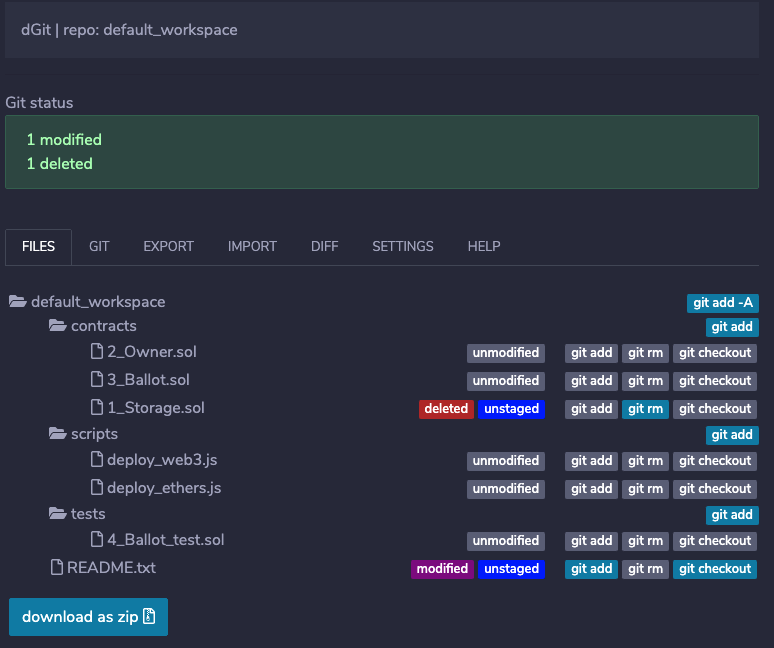 dGit | repo: default_workspace
Git status
1 modified
1 deleted
FILES GIT EXPORT IMPORT DIFF SETTINGS HELP
default_workspace git add -A
contracts git add
2_Owner.sol unmodified git add git rm git checkout
3_Ballot.sol unmodified git add git rm git checkout
1_Storage.sol deleted unstaged git add git rm git checkout
scripts git add
deploy_web3.js unmodified git add git rm git checkout
deploy_ethers.js unmodified git add git rm git checkout
tests git add
4_Ballot_test.sol unmodified git add git rm git checkout
README.txt modified unstaged git add git rm git checkout
download as zip